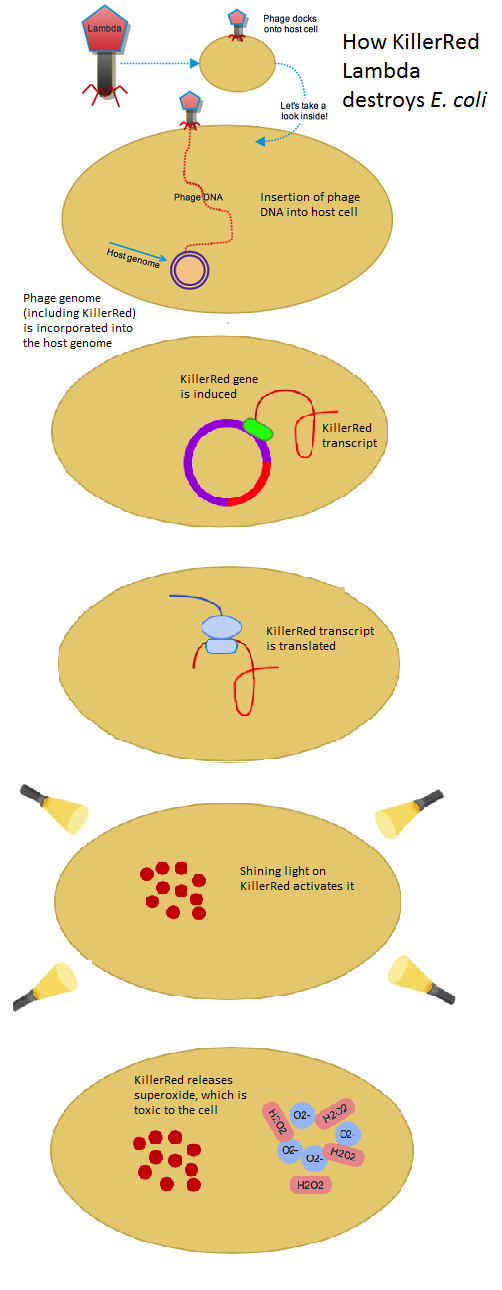 Lambda
Phage docks
onto host cell
How KillerRed
Lambda
destroys E. coli
Let's take a
look inside!
Phage DNA
Insertion of phage
DNA into host cell
Host genome
Phage genome
(including KillerRed)
is incorporated into
the host genome
KillerRed gene
is induced
KillerRed
transcript
KillerRed transcript
is translated
Shining light on
KillerRed activates it
KillerRed releases
superoxide, which is
toxic to the cell
H2O2
O2-
H2O2
O2-
O2-
O2-
H2O2
H2O2